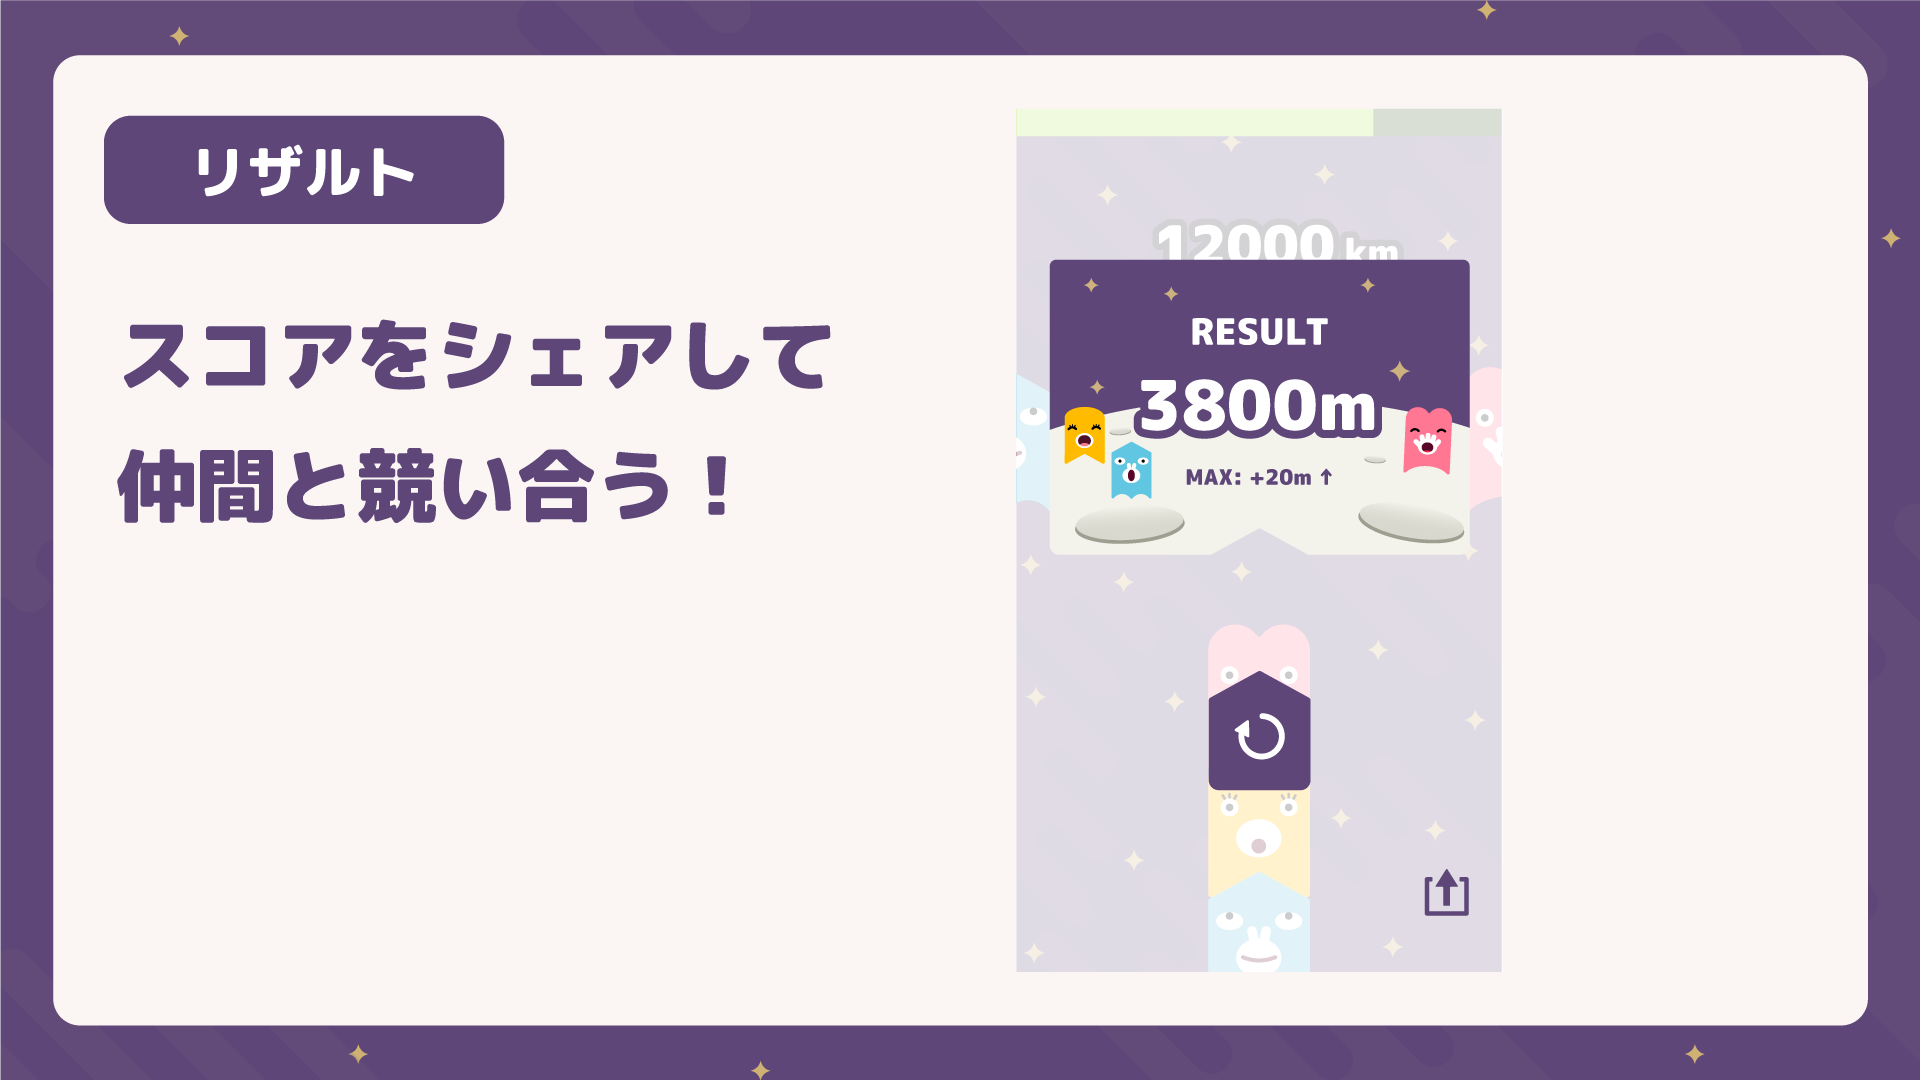 リザルト
スコアをシェアして
仲間と競い合う！
12000 km
RESULT
3800m
MAX: +20m ↑